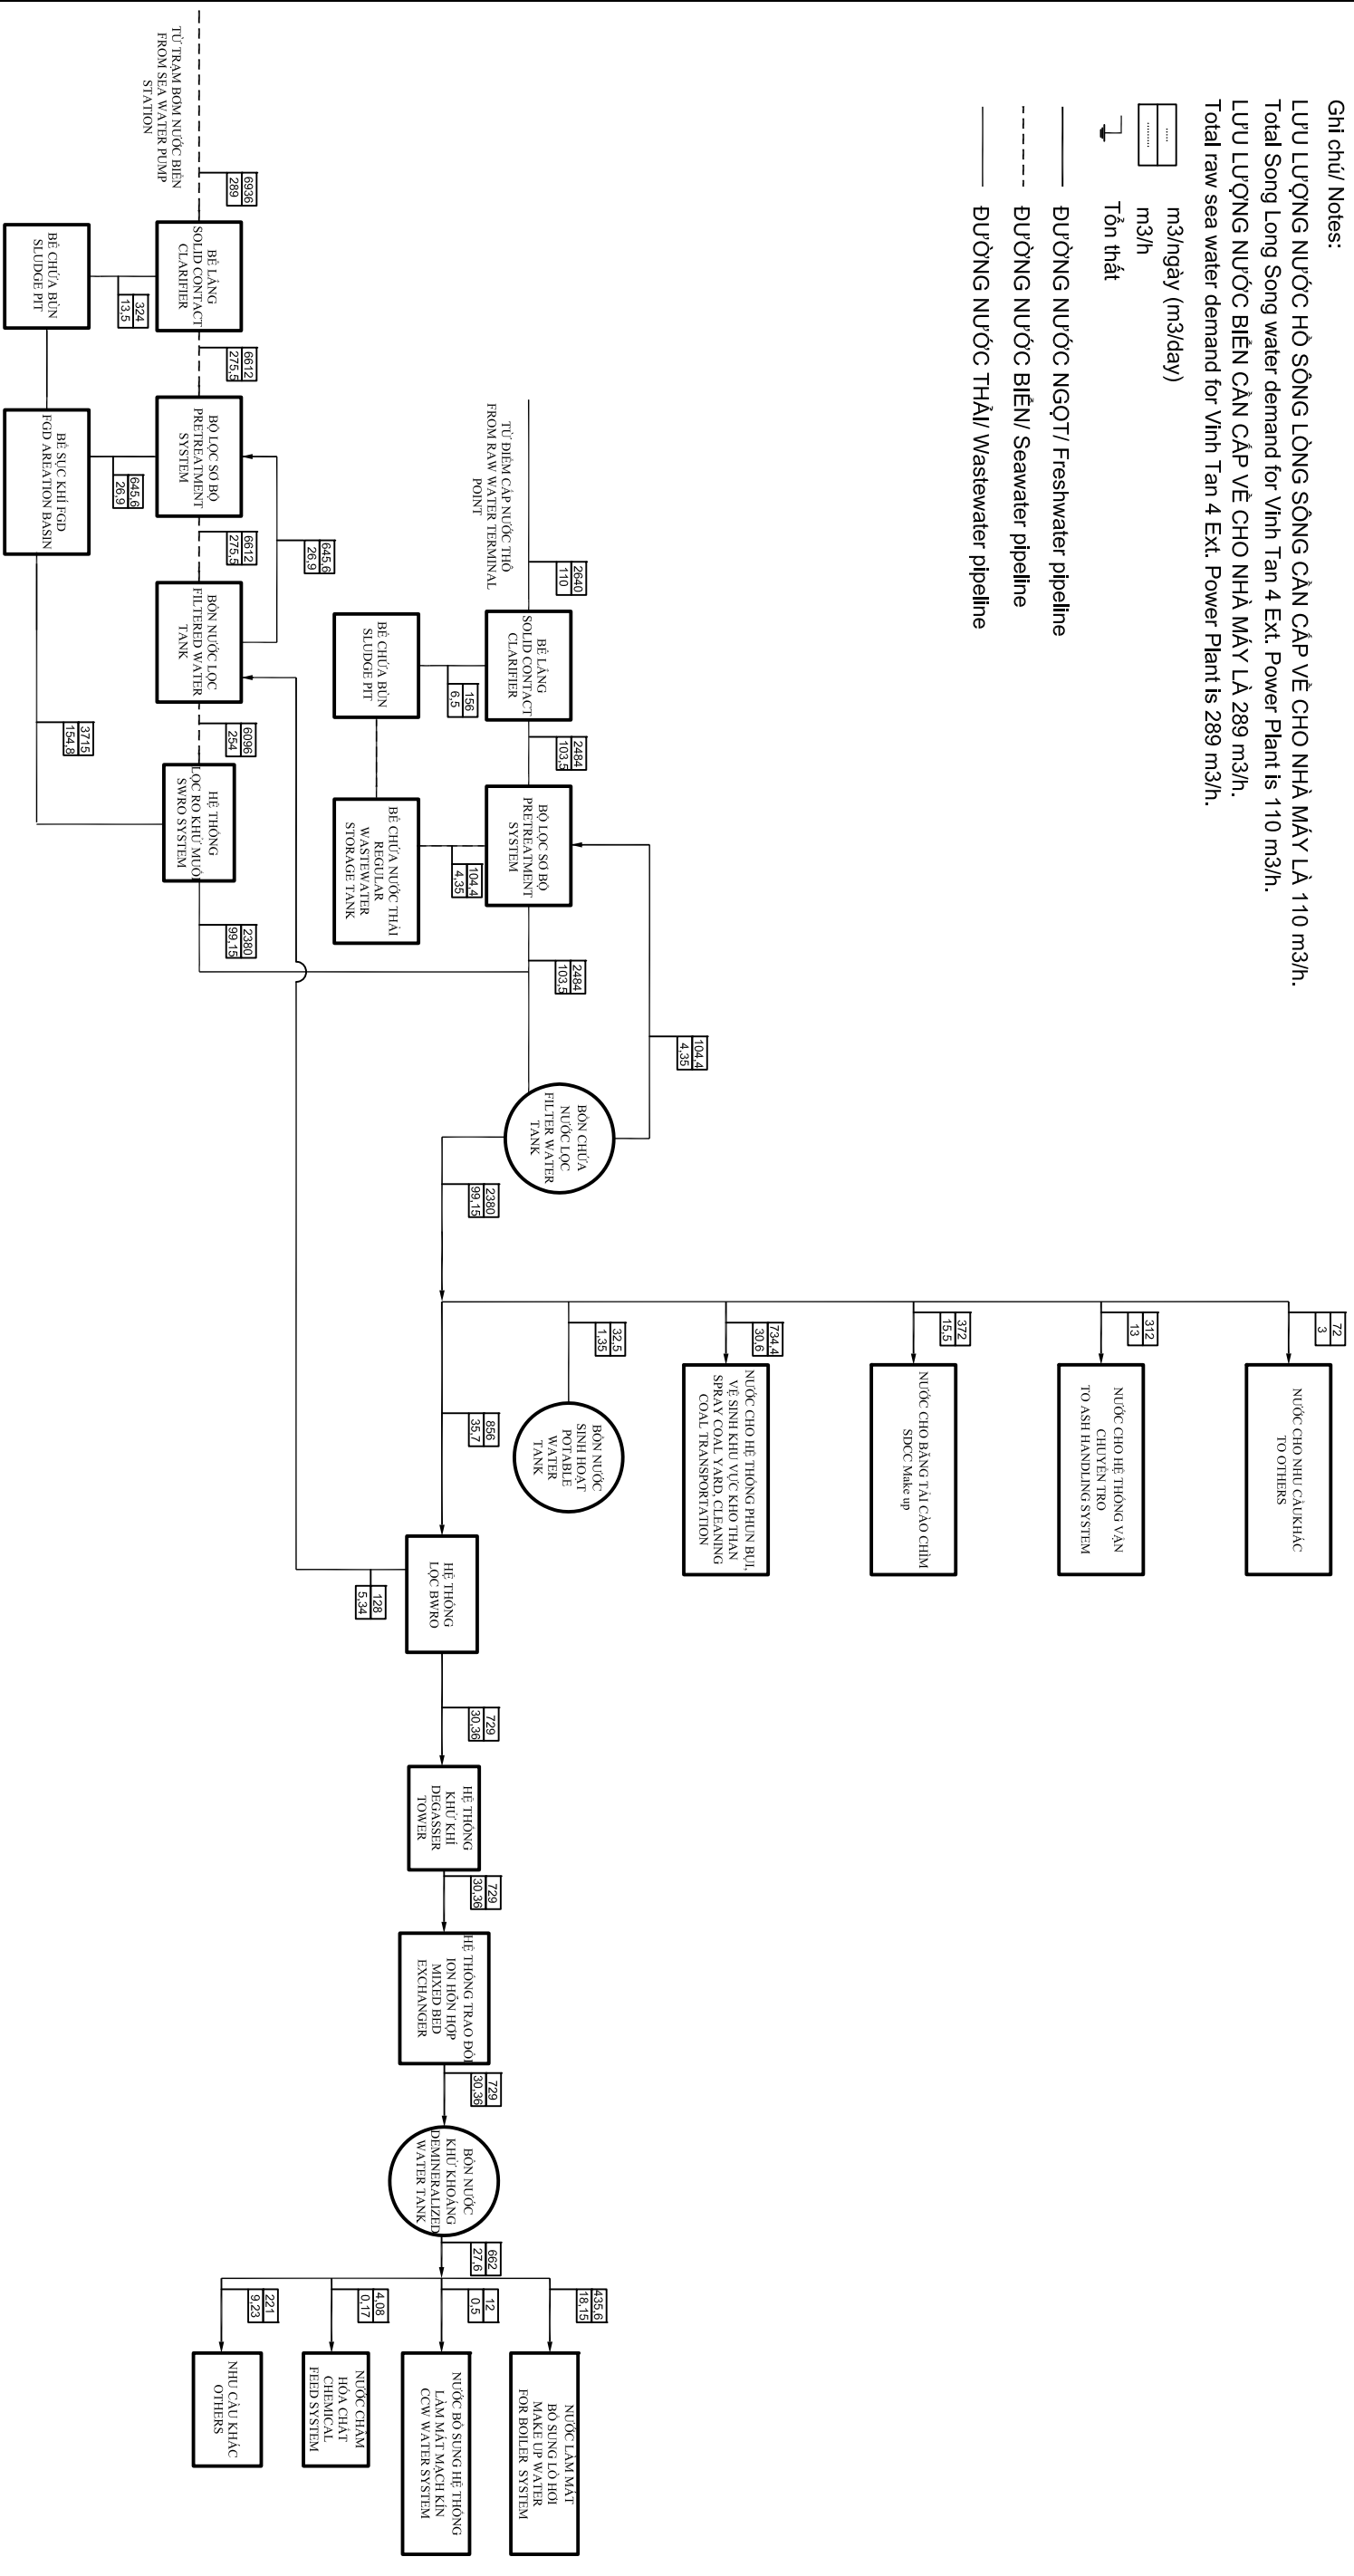 Ghi chú/ Notes:
LƯU LƯỢNG NƯỚC HỒ SÔNG LÒNG SÔNG CẦN CẤP VỀ CHO NHÀ MÁY LÀ 110 m3/h.
Total Song Long Song water demand for Vinh Tan 4 Ext. Power Plant is 110 m3/h.
LƯU LƯỢNG NƯỚC BIỂN CẦN CẤP VỀ CHO NHÀ MÁY LÀ 289 m3/h.
Total raw sea water demand for Vinh Tan 4 Ext. Power Plant is 289 m3/h.
..... m3/ngày (m3/day)
......... m3/h
Tổn thất
ĐƯỜNG NƯỚC NGỌT/ Freshwater pipeline
ĐƯỜNG NƯỚC BIỂN/ Seawater pipeline
ĐƯỜNG NƯỚC THẢI/ Wastewater pipeline
72
3
NƯỚC CHO NHU CẦUKHÁC
TO OTHERS
312
13
NƯỚC CHO HỆ THỐNG VẬN
CHUYỂN TRO
TO ASH HANDLING SYSTEM
372
15,5
NƯỚC CHO BĂNG TẢI CÀO CHÌM
SDCC Make up
734,4
30,6
NƯỚC CHO HỆ THỐNG PHUN BỤI,
VỆ SINH KHU VỰC KHO THAN
SPRAY COAL YARD, CLEANING
COAL TRANSPORTATION
32,5
1,35
BỒN NƯỚC
SINH HOẠT
POTABLE
WATER
TANK
TỪ ĐIỂM CẤP NƯỚC THÔ
FROM RAW WATER TERMINAL
POINT
2640
110
BỂ LẮNG
SOLID CONTACT
CLARIFIER
156
6,5
BỂ CHỨA BÙN
SLUDGE PIT
2484
103,5
BỘ LỌC SƠ BỘ
PRETREATMENT
SYSTEM
104,4
4,35
BỂ CHỨA NƯỚC THẢI
REGULAR
WASTEWATER
STORAGE TANK
2484
103,5
104,4
4,35
BỒN CHỨA
NƯỚC LỌC
FILTER WATER
TANK
2380
99,15
856
35,7
HỆ THỐNG
LỌC BWRO
128
5,34
729
30,36
HỆ THỐNG
KHỬ KHÍ
DEGASSER
TOWER
729
30,36
HỆ THỐNG TRAO ĐỔI
ION HỖN HỢP
MIXED BED
EXCHANGER
729
30,36
BỒN NƯỚC
KHỬ KHOÁNG
DEMINERALIZED
WATER TANK
662
27,6
435,6
18,15
NƯỚC LÀM MÁT
BỔ SUNG LÒ HƠI
MAKE UP WATER
FOR BOILER SYSTEM
12
0,5
NƯỚC BỔ SUNG HỆ THỐNG
LÀM MÁT MẠCH KÍN
CCW WATER SYSTEM
4,08
0,17
NƯỚC CHÂM
HÓA CHẤT
CHEMICAL
FEED SYSTEM
221
9,23
NHU CẦU KHÁC
OTHERS
TỪ TRẠM BƠM NƯỚC BIỂN
FROM SEA WATER PUMP
STATION
6936
289
BỂ LẮNG
SOLID CONTACT
CLARIFIER
324
13,5
BỂ CHỨA BÙN
SLUDGE PIT
6612
275,5
BỘ LỌC SƠ BỘ
PRETREATMENT
SYSTEM
645,6
26,9
BỂ SỤC KHÍ FGD
FGD AREATION BASIN
6612
275,5
645,6
26,9
BỒN NƯỚC LỌC
FILTERED WATER
TANK
6096
254
HỆ THỐNG
LỌC RO KHỬ MUỐI
SWRO SYSTEM
3715
154,8
2380
99,15